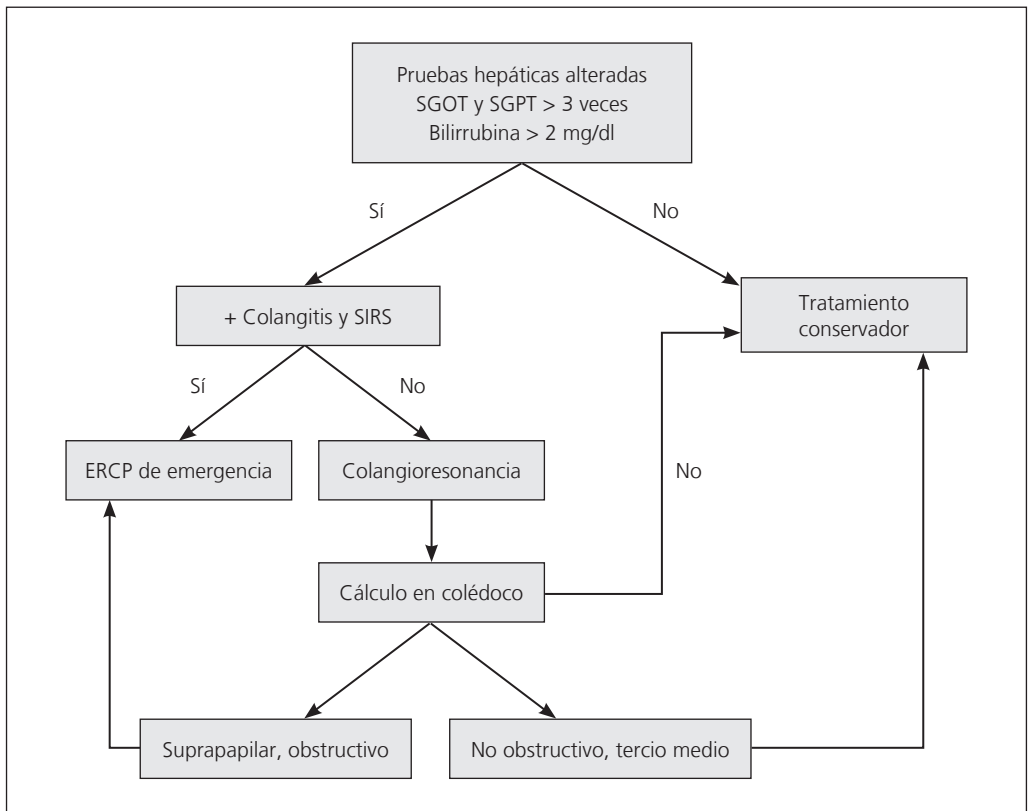 Pruebas hepáticas alteradas
SGOT y SGPT > 3 veces
Bilirrubina > 2 mg/dl
Sí
No
+ Colangitis y SIRS
Tratamiento
conservador
Sí
No
ERCP de emergencia
Colangioresonancia
No
Cálculo en colédoco
Suprapapilar, obstructivo
No obstructivo, tercio medio